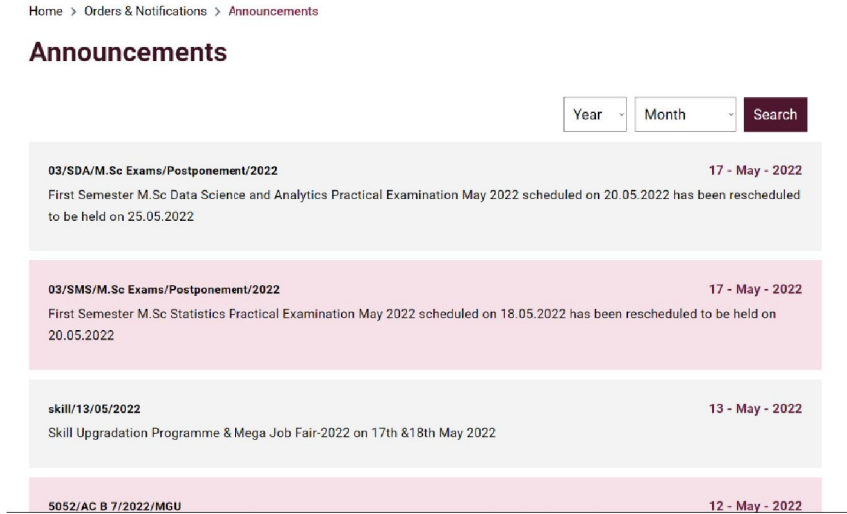 Home > Orders & Notifications > Announcements
Announcements
Year Month Search
03/SDA/M.Sc Exams/Postponement/2022 17 - May - 2022
First Semester M.Sc Data Science and Analytics Practical Examination May 2022 scheduled on 20.05.2022 has been rescheduled
to be held on 25.05.2022
03/SMS/M.Sc Exams/Postponement/2022 17 - May - 2022
First Semester M.Sc Statistics Practical Examination May 2022 scheduled on 18.05.2022 has been rescheduled to be held on
20.05.2022
skill/13/05/2022 13 - May - 2022
Skill Upgradation Programme & Mega Job Fair-2022 on 17th &18th May 2022
5052/AC B 7/2022/MGU 12 - May - 2022